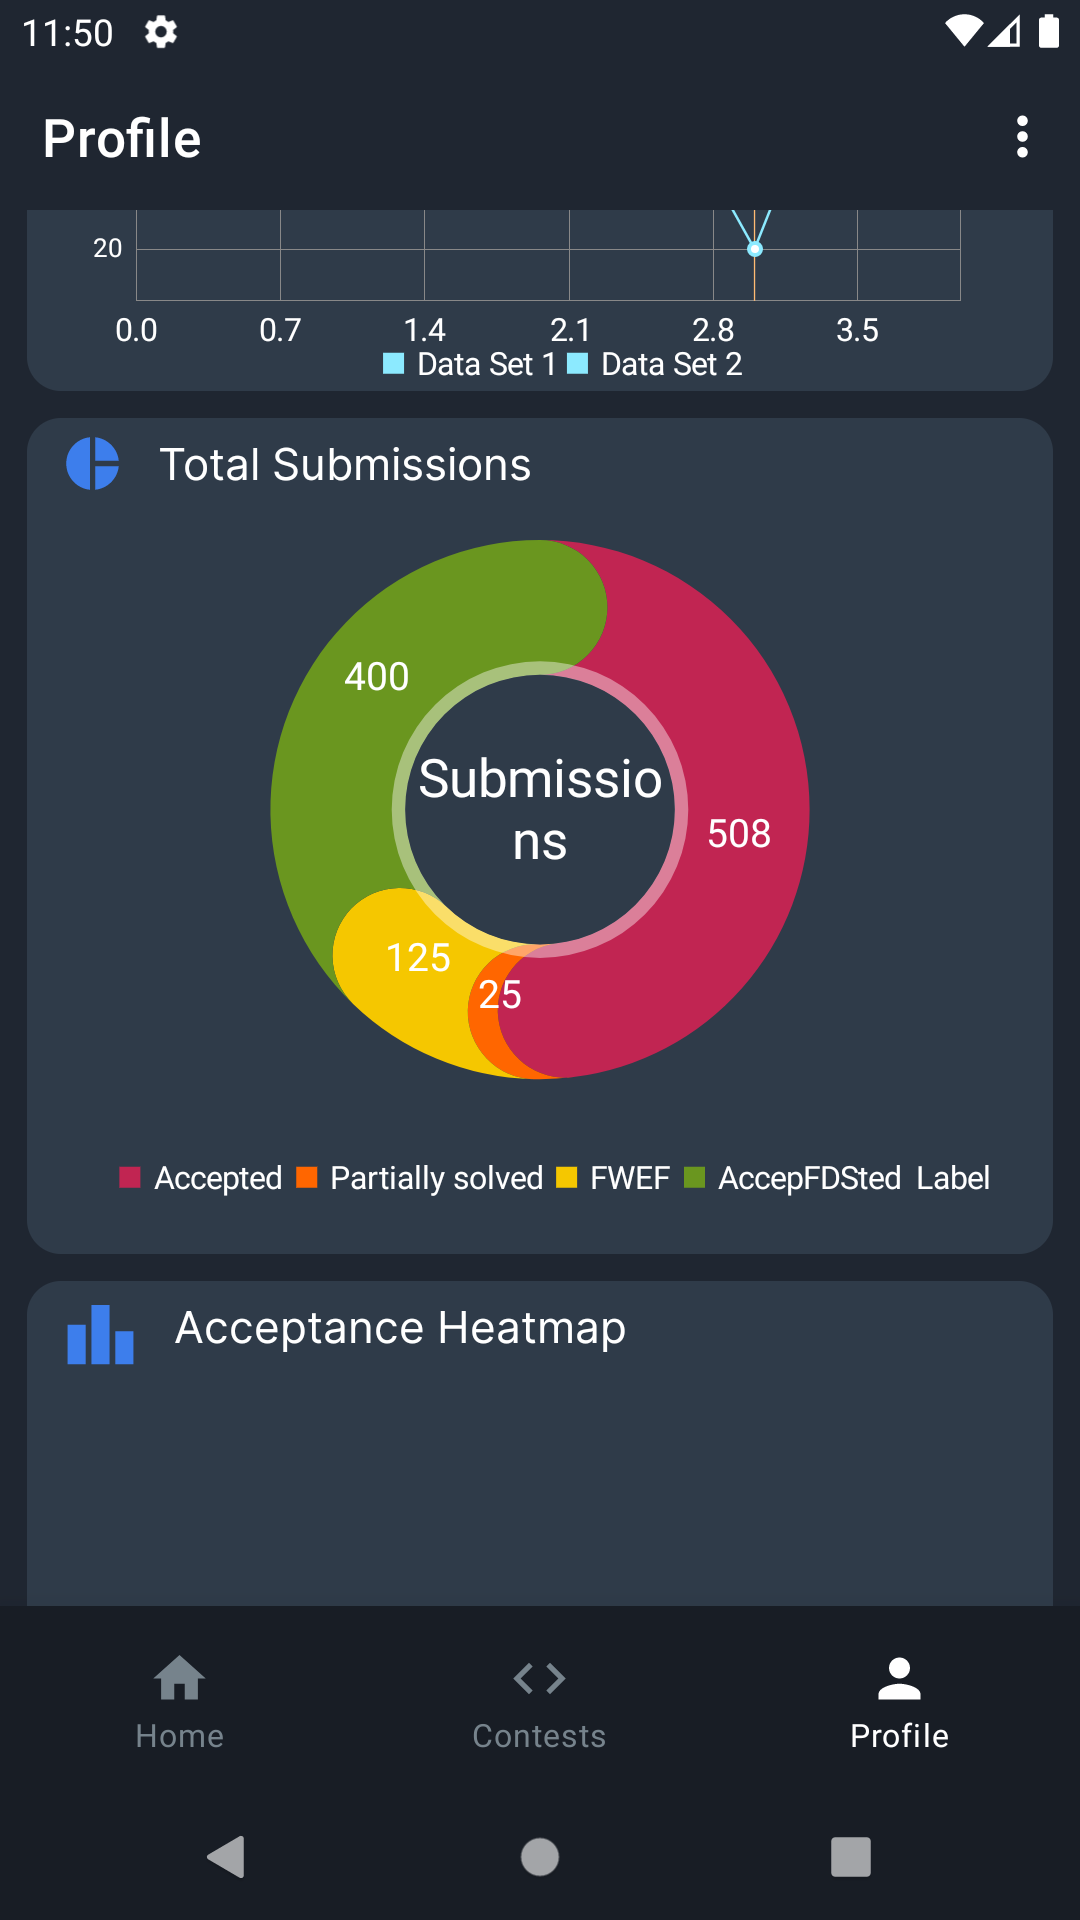 11:50
Profile
20
0.0 0.7 1.4 2.1 2.8 3.5
Data Set 1 Data Set 2
Total Submissions
400
Submissio
ns
508
125
25
Accepted Partially solved FWEF AccepFDSted Label
Acceptance Heatmap
Home Contests Profile